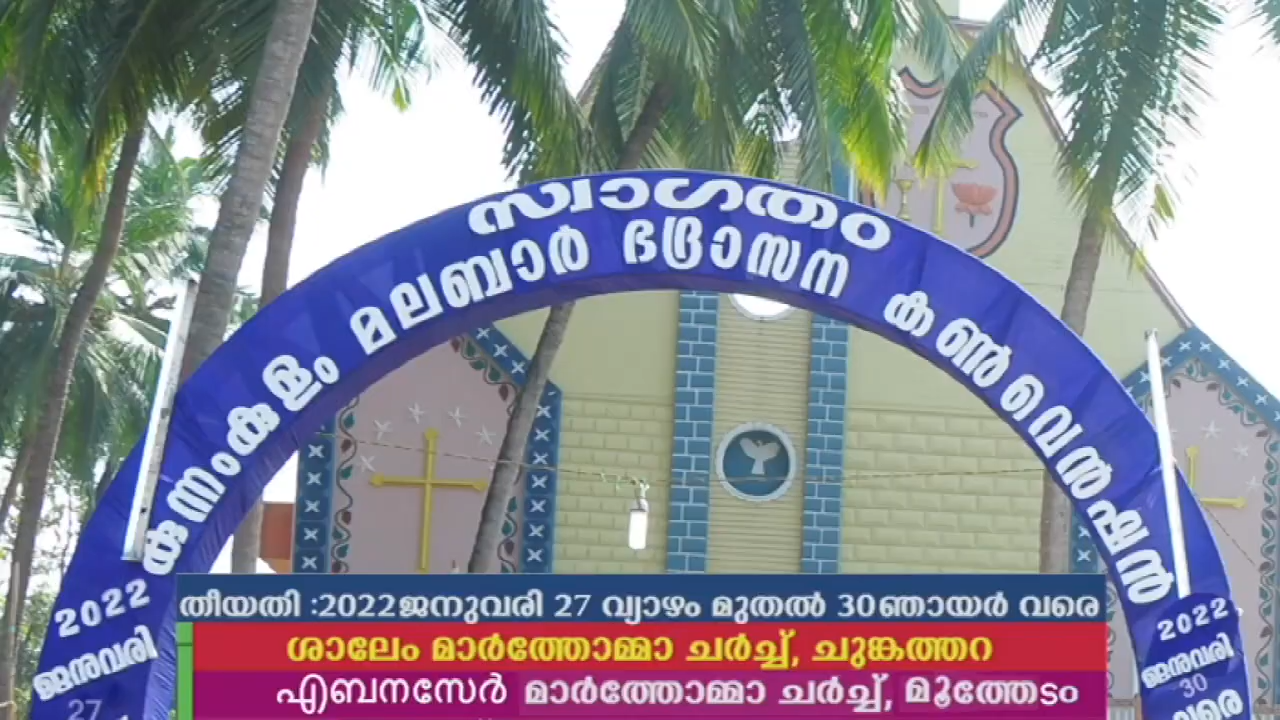 സ്വാഗതം
കുന്നംകുളം മലബാർ ഭദ്രാസന കൺവെൻഷൻ
2022
ജനുവരി
27
2022
ജനുവരി
30
വരെ
തീയതി :2022ജനുവരി 27 വ്യാഴം മുതൽ 30ഞായർ വരെ
ശാലേം മാർത്തോമ്മാ ചർച്ച്, ചുങ്കത്തറ
എബനസേർ മാർത്തോമ്മാ ചർച്ച്, മൂത്തേടം